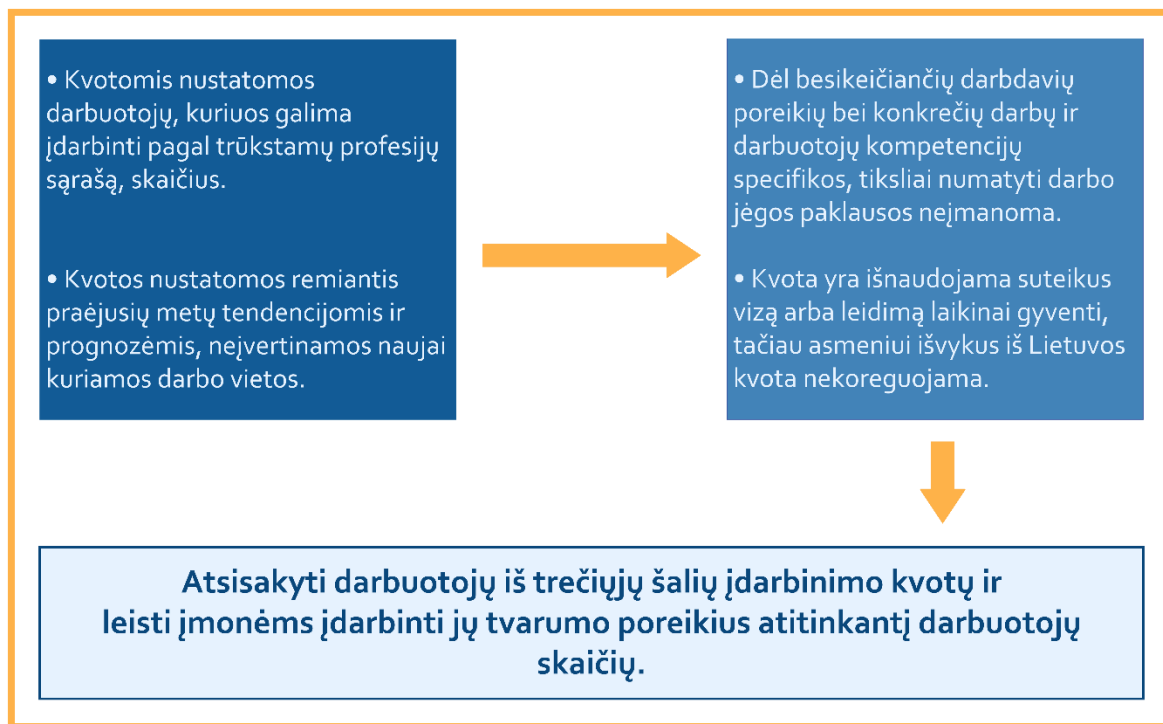 • Kvotomis nustatomos
darbuotojų, kuriuos galima
įdarbinti pagal trūkstamų profesijų
sąrašą, skaičius.
• Kvotos nustatomos remiantis
praėjusių metų tendencijomis ir
prognozėmis, neįvertinamos naujai
kuriamos darbo vietos.
• Dėl besikeičiančių darbdavių
poreikių bei konkrečių darbų ir
darbuotojų kompetencijų
specifikos, tiksliai numatyti darbo
jėgos paklausos neįmanoma.
• Kvota yra išnaudojama suteikus
vizą arba leidimą laikinai gyventi,
tačiau asmeniui išvykus iš Lietuvos
kvota nekoreguojama.
Atsisakyti darbuotojų iš trečiųjų šalių įdarbinimo kvotų ir
leisti įmonėms įdarbinti jų tvarumo poreikius atitinkantį darbuotojų
skaičių.